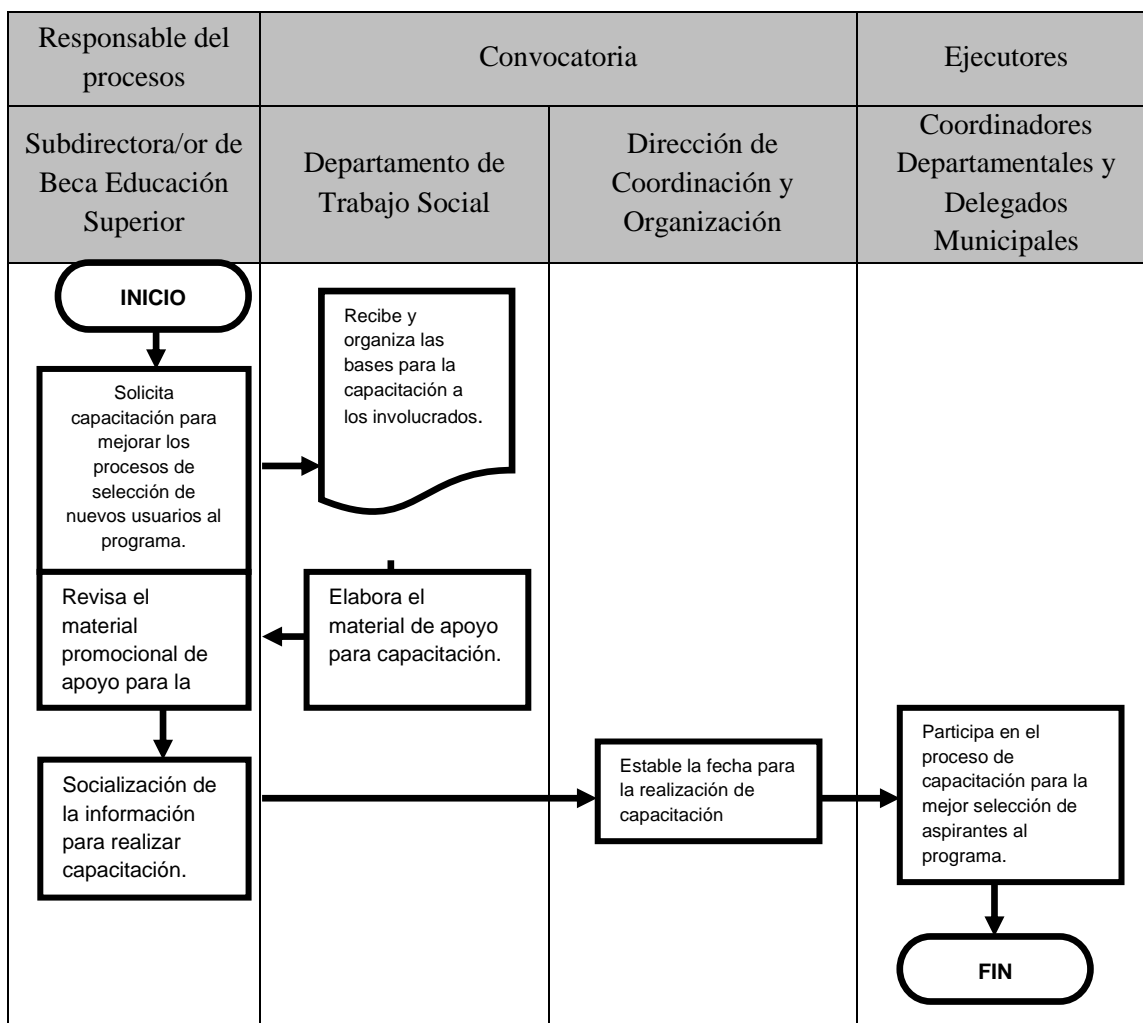 Responsable del
procesos
Convocatoria
Ejecutores
Subdirectora/or de
Beca Educación
Superior
Departamento de
Trabajo Social
Dirección de
Coordinación y
Organización
Coordinadores
Departamentales y
Delegados
Municipales
INICIO
Solicita
capacitación para
mejorar los
procesos de
selección de
nuevos usuarios al
programa.
Recibe y
organiza las
bases para la
capacitación a
los involucrados.
Revisa el
material
promocional de
apoyo para la
Elabora el
material de apoyo
para capacitación.
Socialización de
la información
para realizar
capacitación.
Estable la fecha para
la realización de
capacitación
Participa en el
proceso de
capacitación para la
mejor selección de
aspirantes al
programa.
FIN